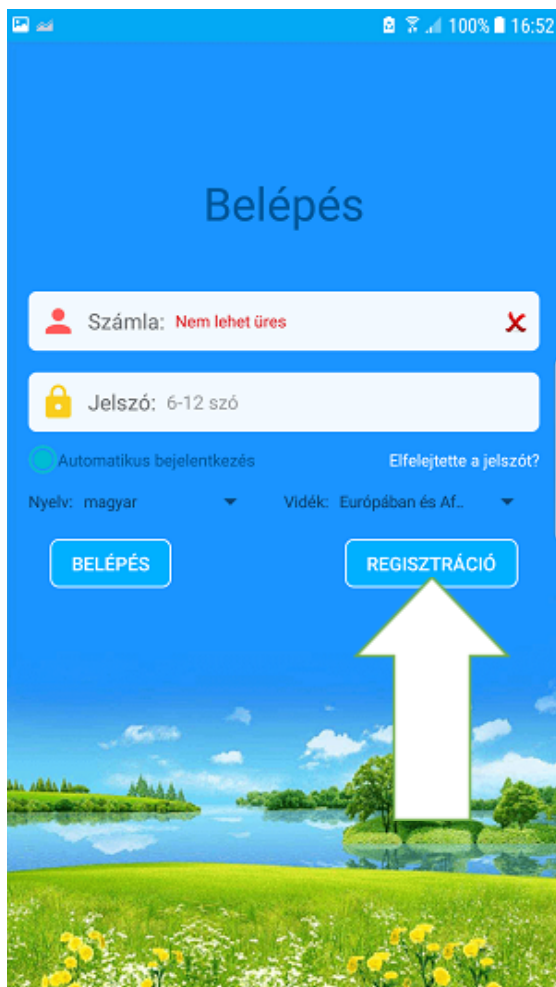 100% 16:52
Belépés
Számla: Nem lehet üres
Jelszó: 6-12 szó
Automatikus bejelentkezés Elfelejtette a jelszót?
Nyelv: magyar Vidék: Európában és Af..
BELÉPÉS REGISZTRÁCIÓ